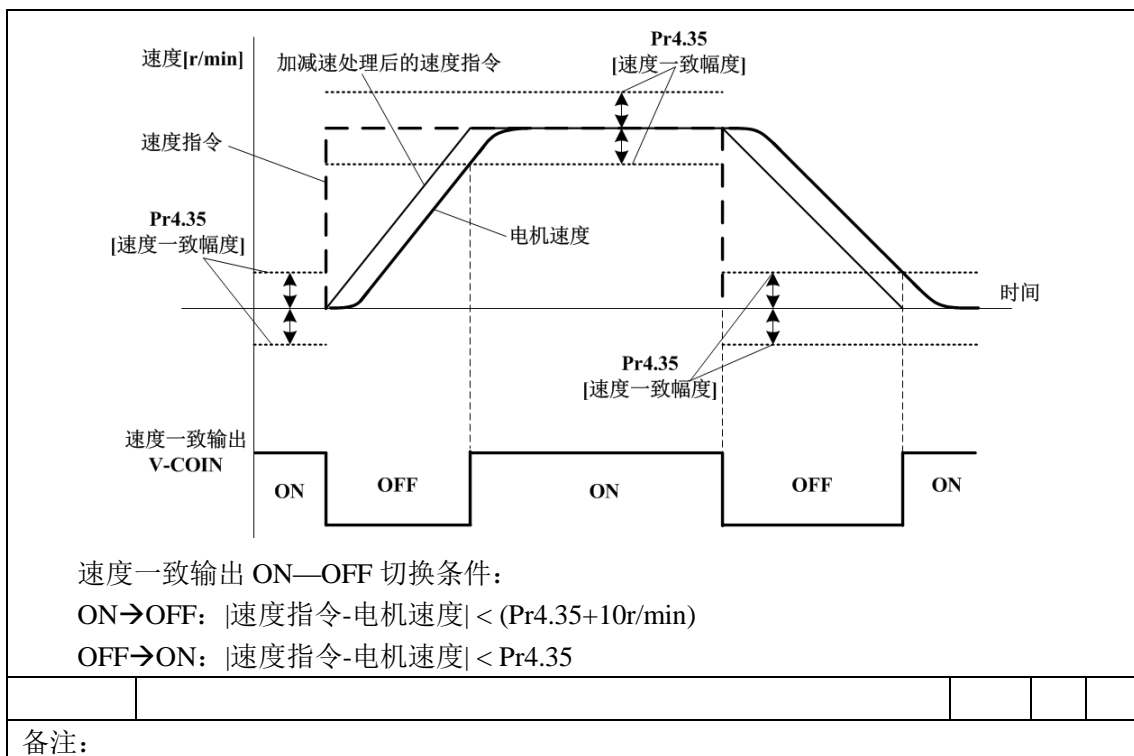 Pr4.35
[速度一致幅度]
速度[r/min]
加减速处理后的速度指令
速度指令
Pr4.35
[速度一致幅度]
电机速度
时间
Pr4.35
[速度一致幅度]
速度一致输出
V-COIN
ON
OFF
ON
OFF
ON
速度一致输出 ON—OFF 切换条件：
ON→OFF：|速度指令-电机速度| < (Pr4.35+10r/min)
OFF→ON：|速度指令-电机速度| < Pr4.35
备注：